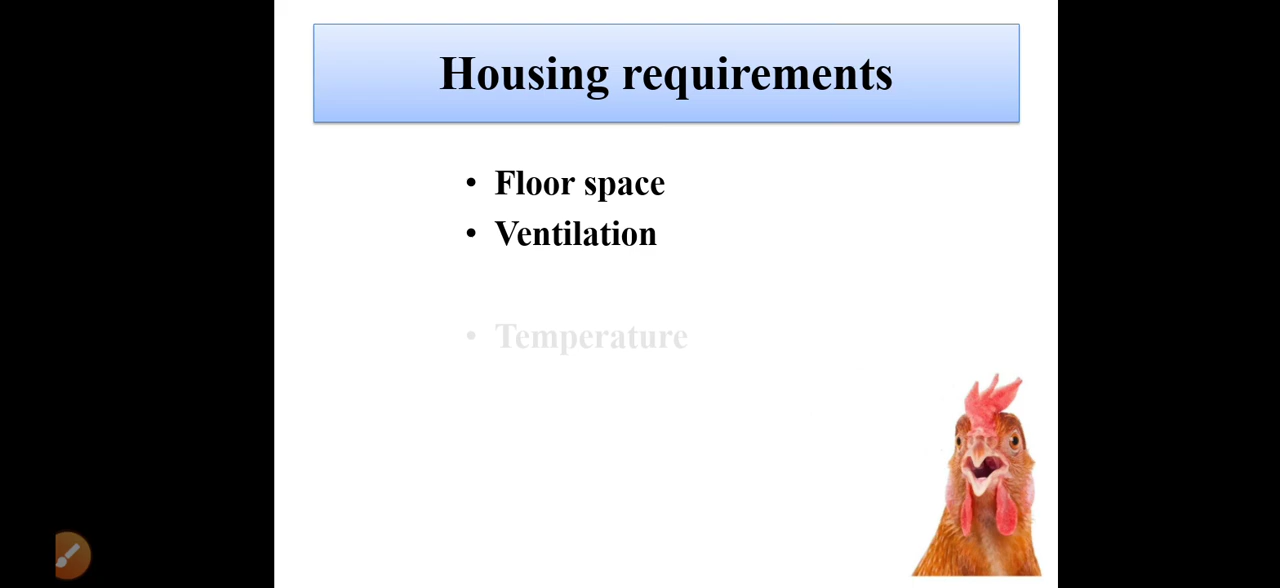 Housing requirements
• Floor space
• Ventilation
• Temperature